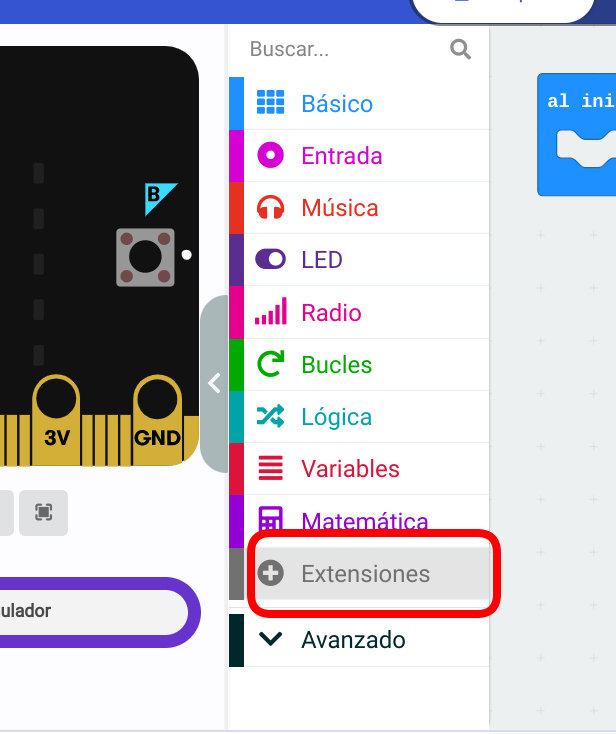 Buscar...
Básico
al ini
Entrada
B
Música
LED
Radio
Bucles
Lógica
3V
GND
Variables
Matemática
Extensiones
ulador
Avanzado